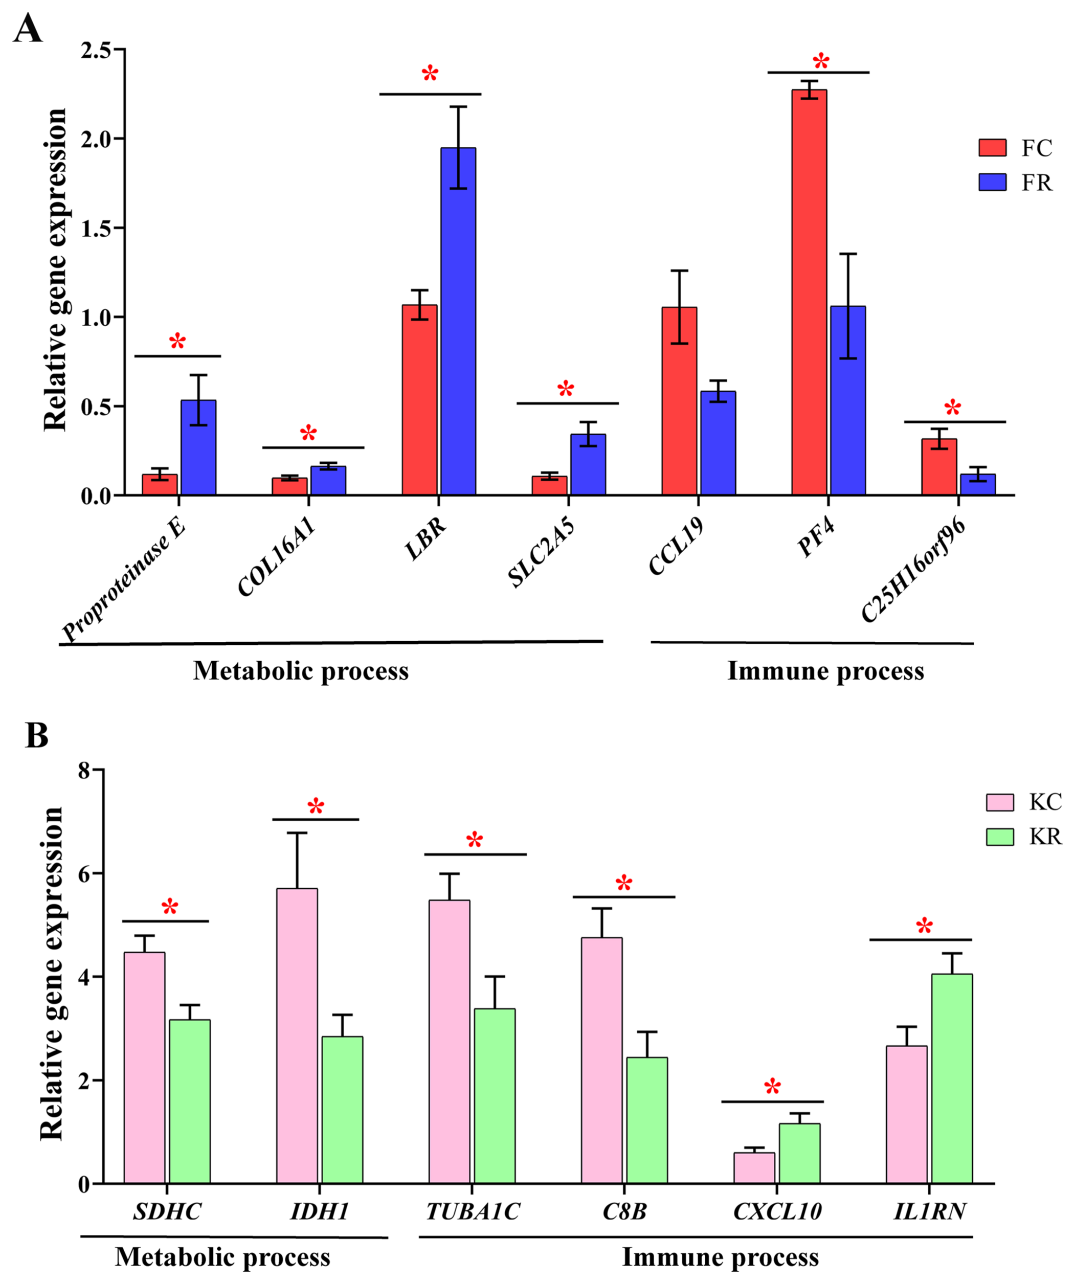 A
2.5
2.0
1.5
1.0
0.5
0.0
Relative gene expression
*
*
*
*
*
*
FC
FR
Proproteinase E
COL16A1
LBR
SLC2A5
CCL19
PF4
C25H16orf96
Metabolic process
Immune process
B
8
6
4
2
0
Relative gene expression
*
*
*
*
*
*
KC
KR
SDHC
IDH1
TUBA1C
C8B
CXCL10
IL1RN
Metabolic process
Immune process